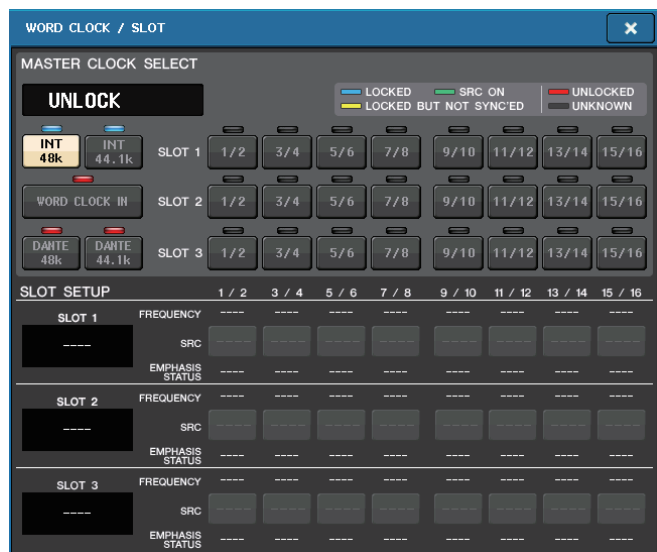 WORD CLOCK / SLOT
MASTER CLOCK SELECT
UNLOCK
LOCKED SRC ON UNLOCKED
LOCKED BUT NOT SYNC'ED UNKNOWN
INT 48k INT 44.1k SLOT 1 1/2 3/4 5/6 7/8 9/10 11/12 13/14 15/16
WORD CLOCK IN SLOT 2 1/2 3/4 5/6 7/8 9/10 11/12 13/14 15/16
DANTE 48k DANTE 44.1k SLOT 3 1/2 3/4 5/6 7/8 9/10 11/12 13/14 15/16
SLOT SETUP 1 / 2 3 / 4 5 / 6 7 / 8 9 / 10 11 / 12 13 / 14 15 / 16
SLOT 1 FREQUENCY ---- ---- ---- ---- ---- ---- ---- ----
---- SRC ---- ---- ---- ---- ---- ---- ---- ----
EMPHASIS STATUS ---- ---- ---- ---- ---- ---- ---- ----
SLOT 2 FREQUENCY ---- ---- ---- ---- ---- ---- ---- ----
---- SRC ---- ---- ---- ---- ---- ---- ---- ----
EMPHASIS STATUS ---- ---- ---- ---- ---- ---- ---- ----
SLOT 3 FREQUENCY ---- ---- ---- ---- ---- ---- ---- ----
---- SRC ---- ---- ---- ---- ---- ---- ---- ----
EMPHASIS STATUS ---- ---- ---- ---- ---- ---- ---- ----